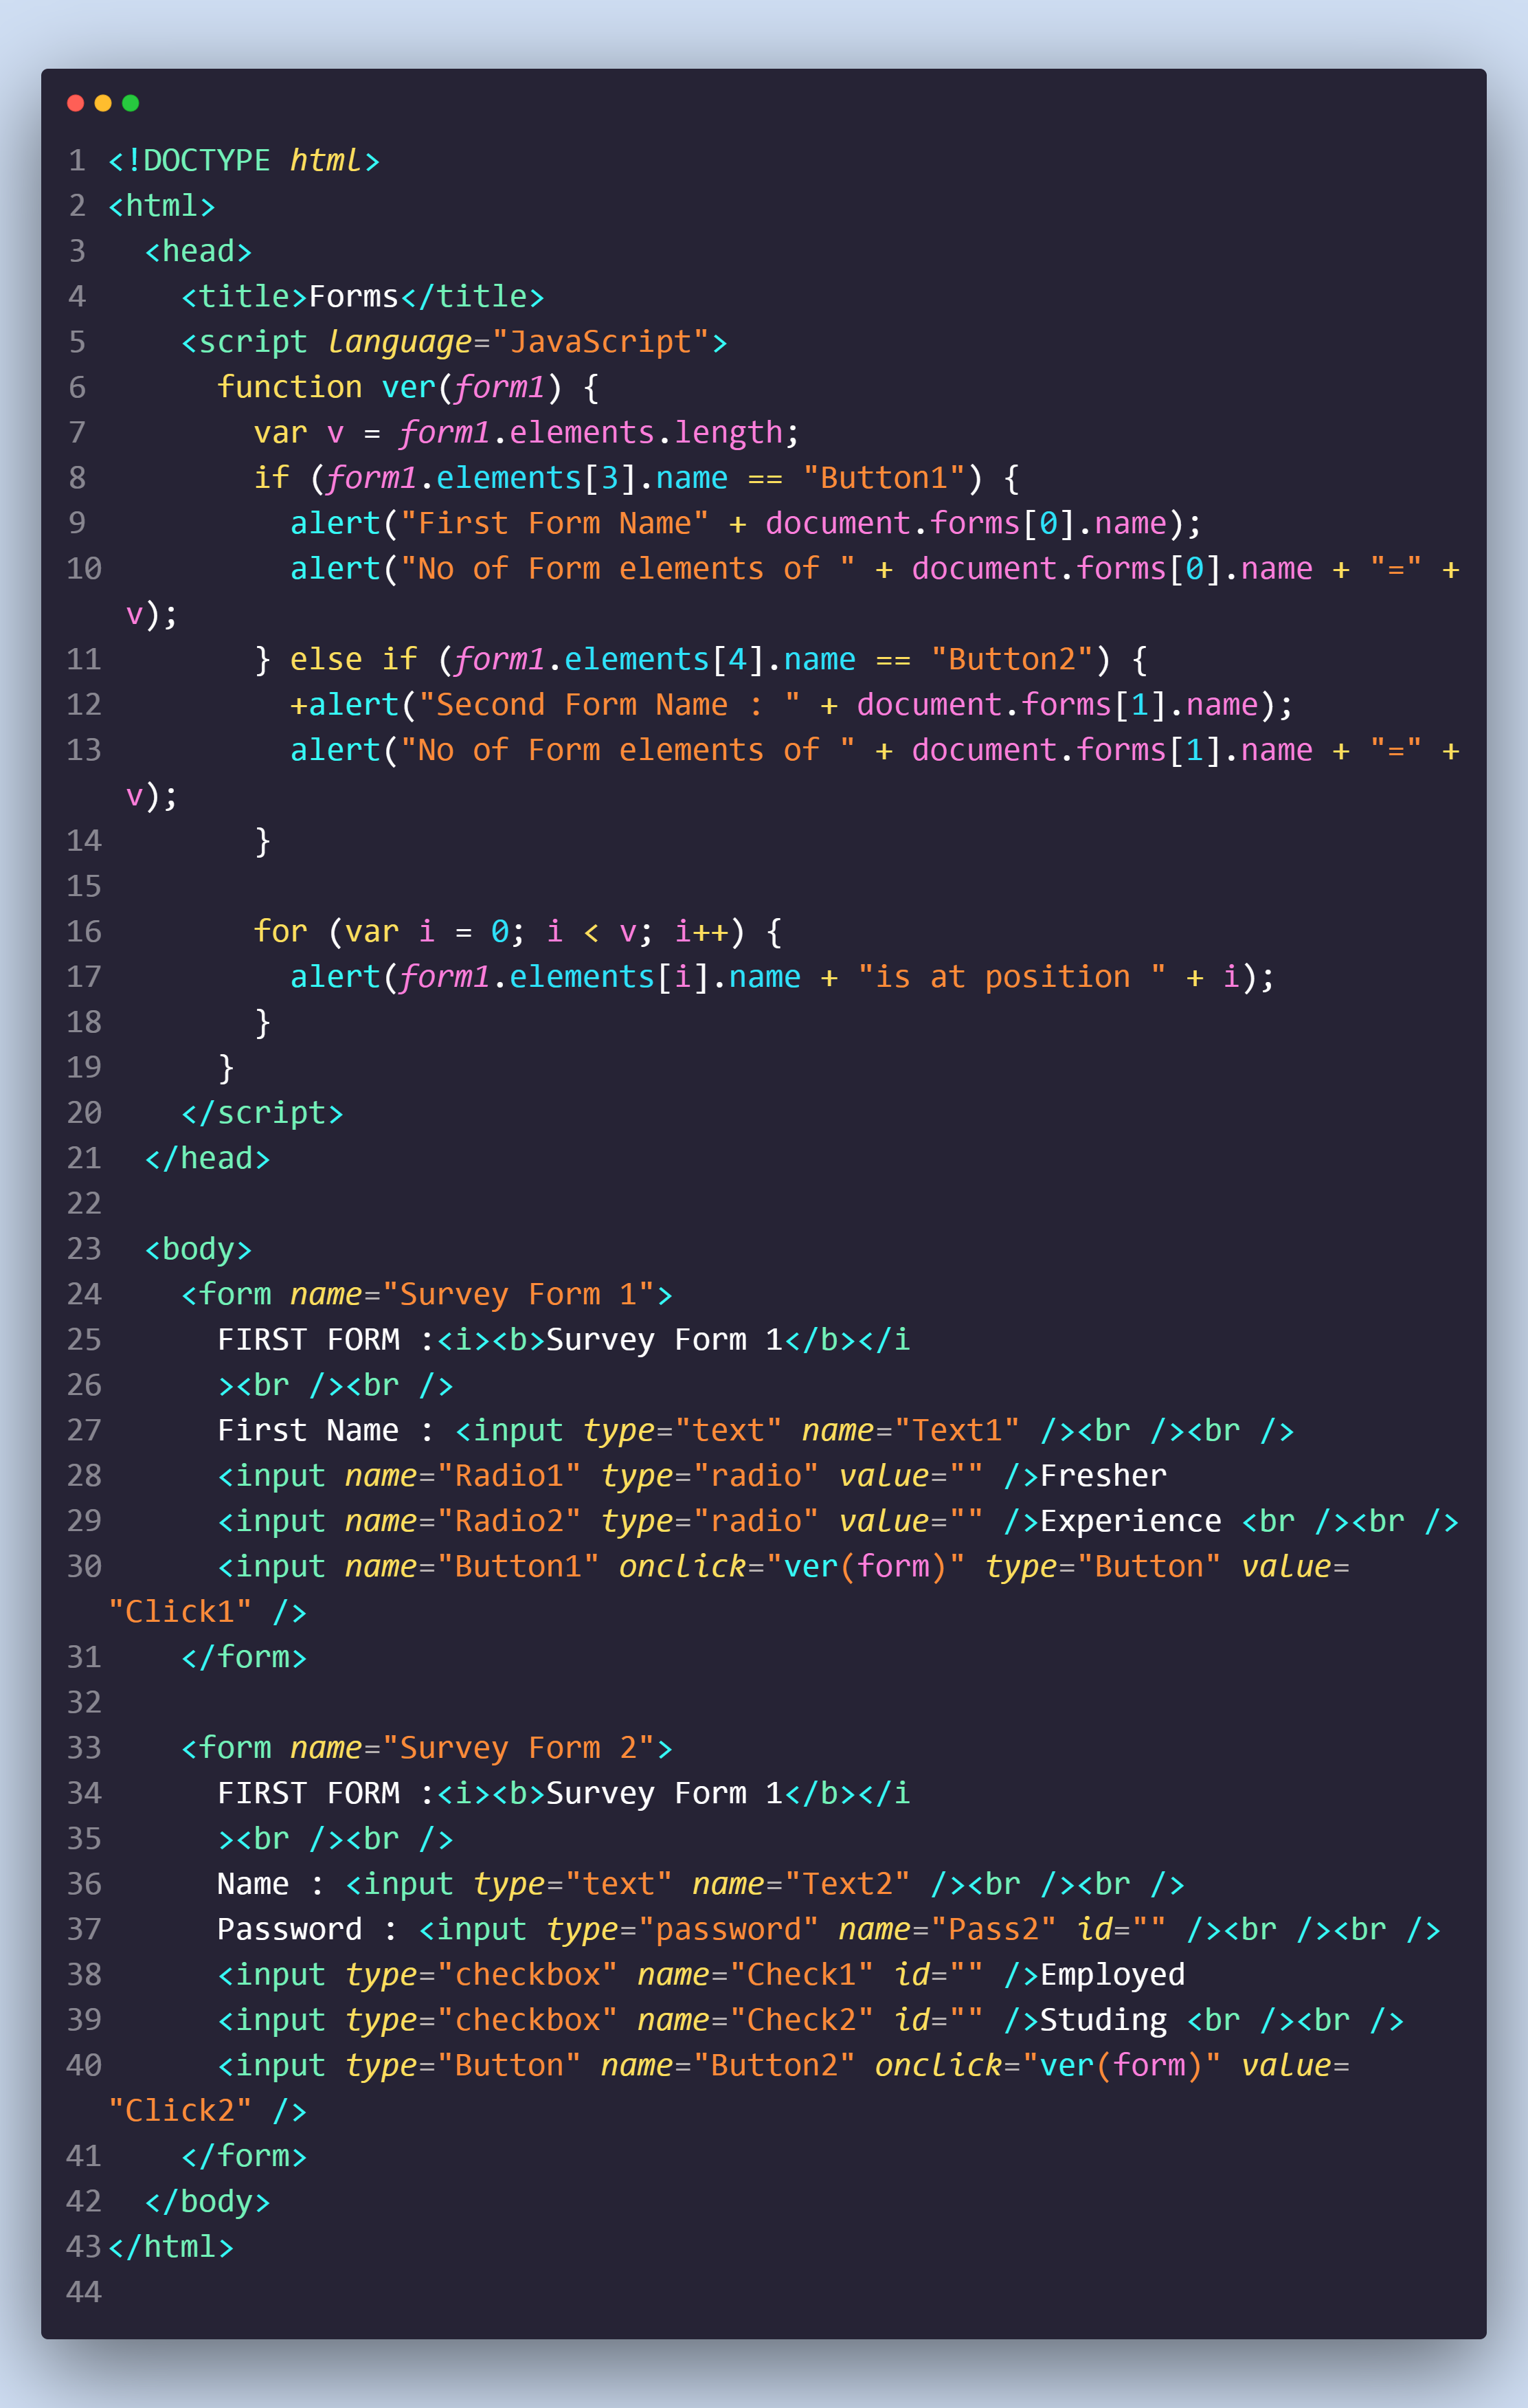 1 <!DOCTYPE html>
2 <html>
3   <head>
4     <title>Forms</title>
5     <script language="JavaScript">
6       function ver(form1) {
7         var v = form1.elements.length;
8         if (form1.elements[3].name == "Button1") {
9           alert("First Form Name" + document.forms[0].name);
10           alert("No of Form elements of " + document.forms[0].name + "=" +
 v);
11         } else if (form1.elements[4].name == "Button2") {
12           +alert("Second Form Name : " + document.forms[1].name);
13           alert("No of Form elements of " + document.forms[1].name + "=" +
 v);
14         }
15
16         for (var i = 0; i < v; i++) {
17           alert(form1.elements[i].name + "is at position " + i);
18         }
19       }
20     </script>
21   </head>
22
23   <body>
24     <form name="Survey Form 1">
25       FIRST FORM :<i><b>Survey Form 1</b></i
26       ><br /><br />
27       First Name : <input type="text" name="Text1" /><br /><br />
28       <input name="Radio1" type="radio" value="" />Fresher
29       <input name="Radio2" type="radio" value="" />Experience <br /><br />
30       <input name="Button1" onclick="ver(form)" type="Button" value=
"Click1" />
31     </form>
32
33     <form name="Survey Form 2">
34       FIRST FORM :<i><b>Survey Form 1</b></i
35       ><br /><br />
36       Name : <input type="text" name="Text2" /><br /><br />
37       Password : <input type="password" name="Pass2" id="" /><br /><br />
38       <input type="checkbox" name="Check1" id="" />Employed
39       <input type="checkbox" name="Check2" id="" />Studing <br /><br />
40       <input type="Button" name="Button2" onclick="ver(form)" value=
"Click2" />
41     </form>
42   </body>
43 </html>
44